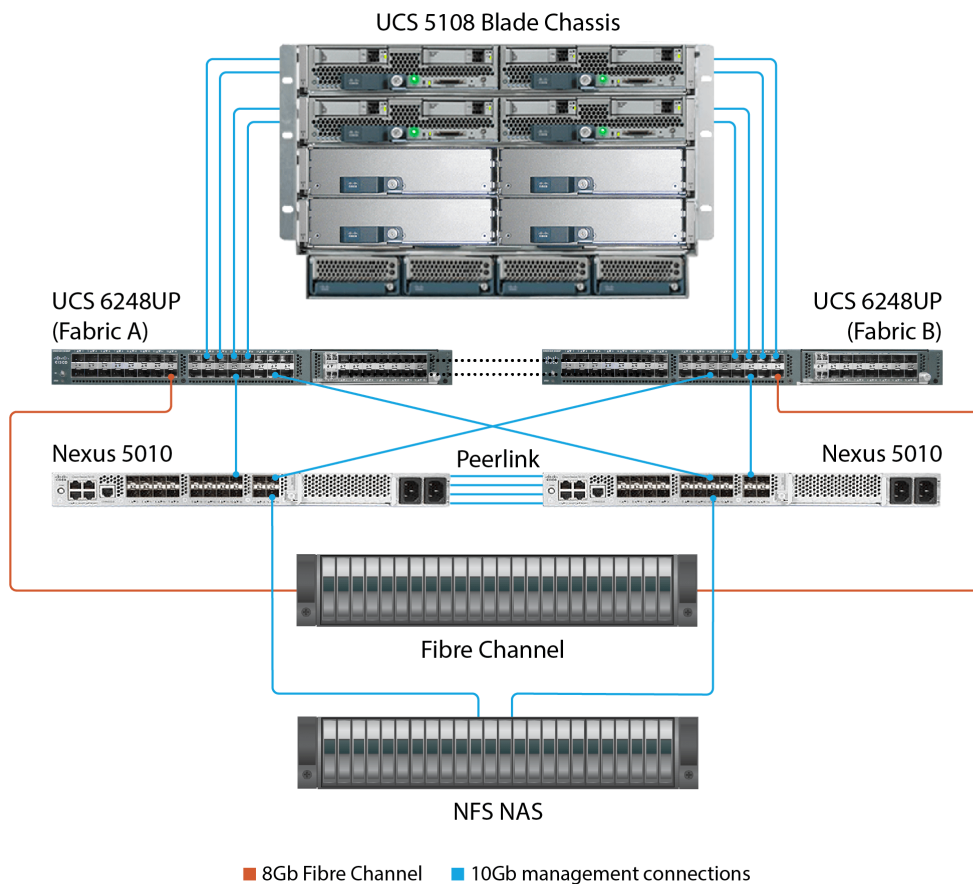 UCS 5108 Blade Chassis
UCS 6248UP
(Fabric A)
UCS 6248UP
(Fabric B)
Nexus 5010
Peerlink
Nexus 5010
Fibre Channel
NFS NAS
8Gb Fibre Channel
10Gb management connections